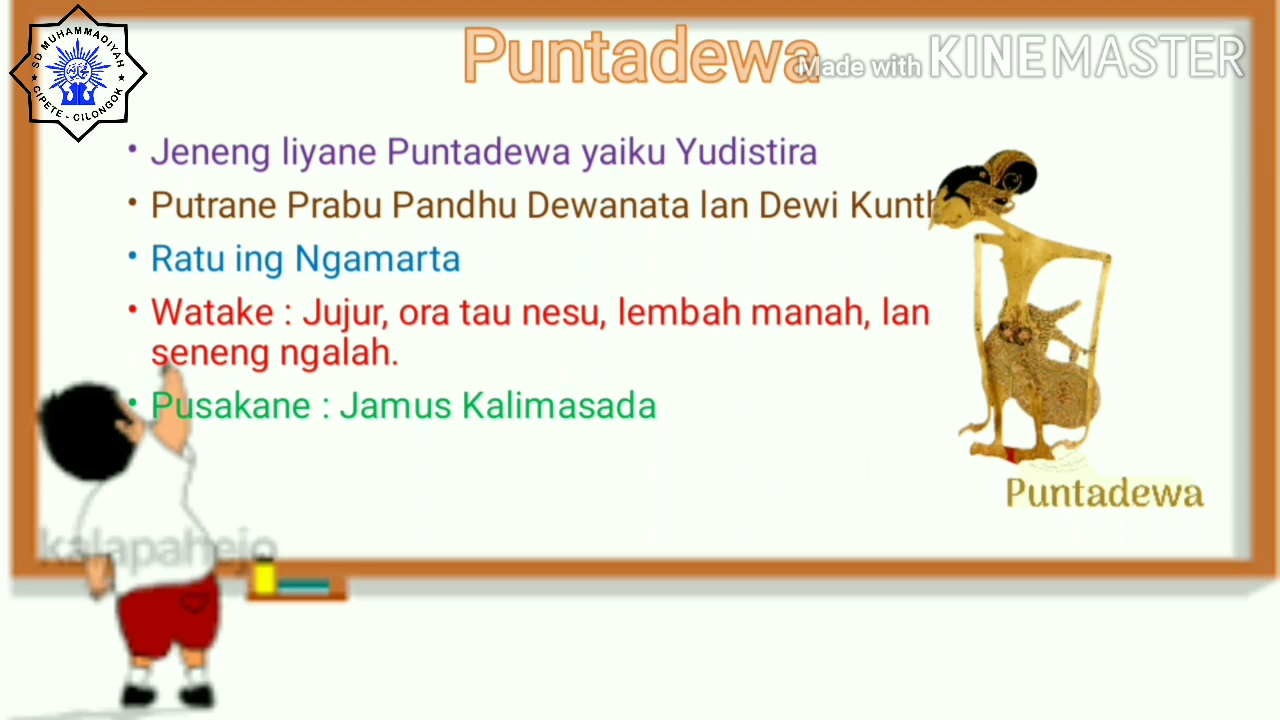 SD MUHAMMADIYAH
CIPETE - CILONGOK
Puntadewa
Made with KINEMASTER
• Jeneng liyane Puntadewa yaiku Yudistira
• Putrane Prabu Pandhu Dewanata lan Dewi
• Ratu ing Ngamarta
• Watake : Jujur, ora tau nesu, lembah manah, lan
seneng ngalah.
• Pusakane : Jamus Kalimasada
Puntadewa
kalapahejo